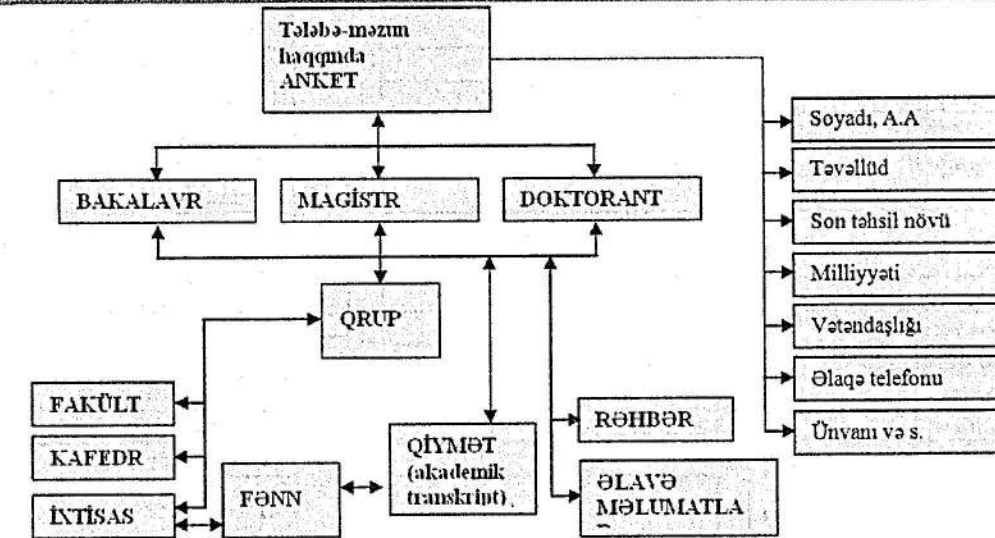 Tələbə-məzun
haqqında
ANKET
Soyadı, A.A
Təvəllüd
Son təhsil növü
Milliyyəti
Vətəndaşlığı
Əlaqə telefonu
Ünvanı və s.
BAKALAVR
MAGİSTR
DOKTORANT
QRUP
FAKÜLT
KAFEDR
İXTİSAS
FƏNN
QİYMƏT
(akademik
transkript)
RƏHBƏR
ƏLAVƏ
MƏLUMATLA